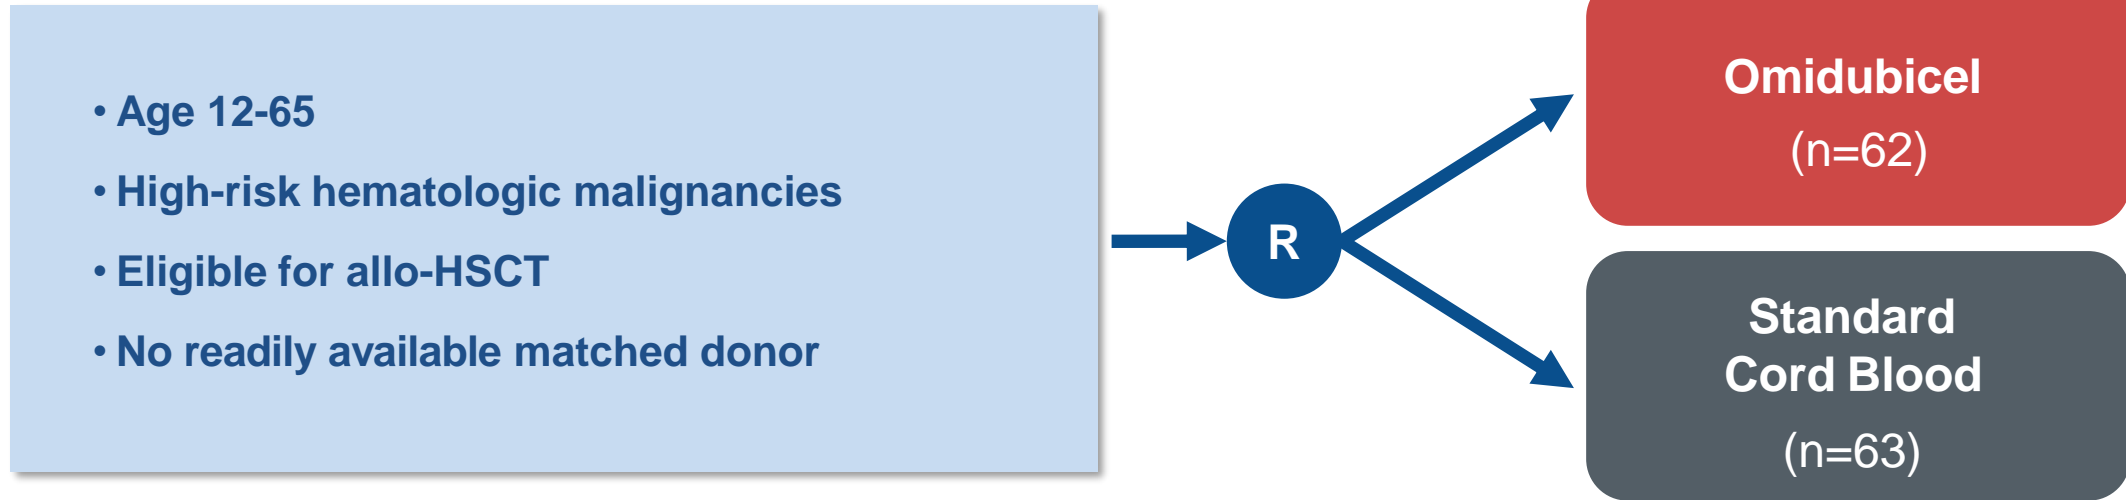 • Age 12-65
• High-risk hematologic malignancies
• Eligible for allo-HSCT
• No readily available matched donor
R
Omidubicel
(n=62)
Standard
Cord Blood
(n=63)